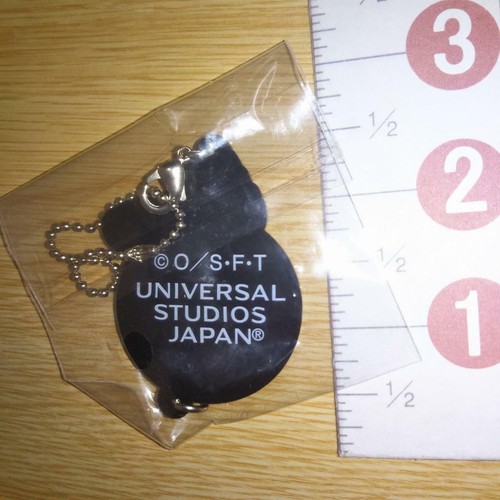 ©O/S・F・T
UNIVERSAL
STUDIOS
JAPAN®
3
1/2
2
1/2
1
1/2